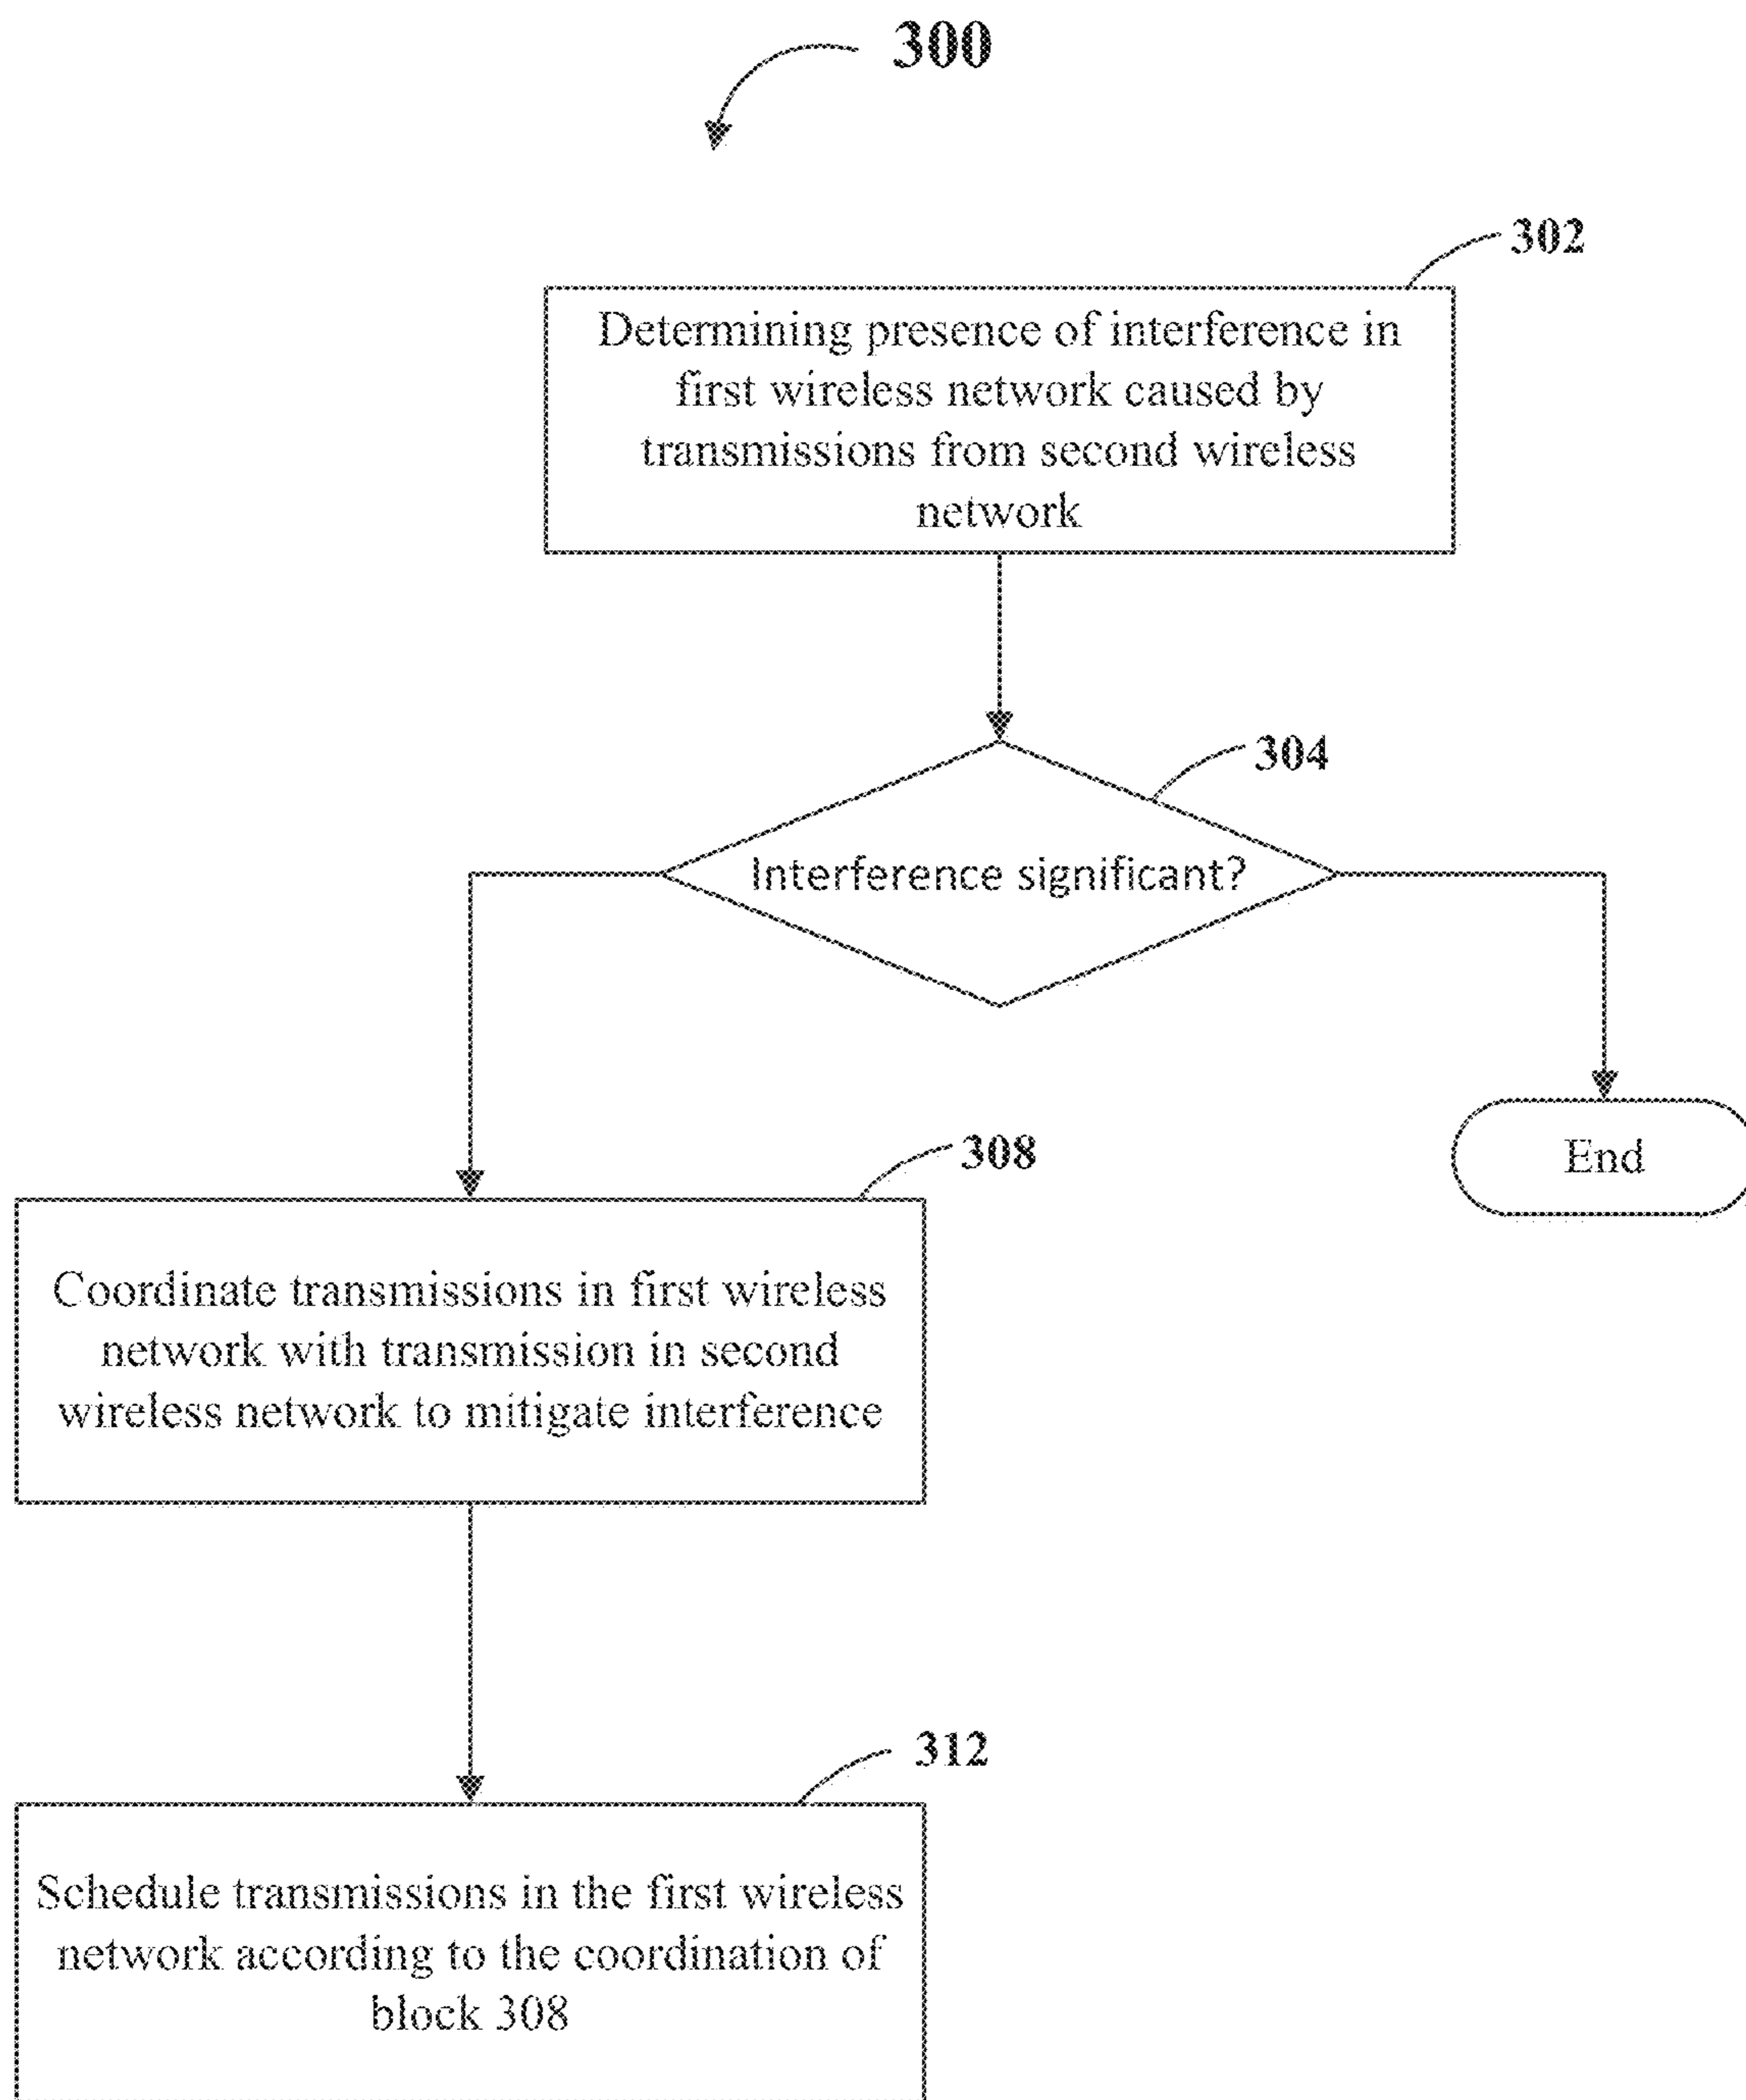 300
302
Determining presence of interference in
first wireless network caused by
transmissions from second wireless
network
304
Interference significant?
308
End
Coordinate transmissions in first wireless
network with transmission in second
wireless network to mitigate interference
312
Schedule transmissions in the first wireless
network according to the coordination of
block 308